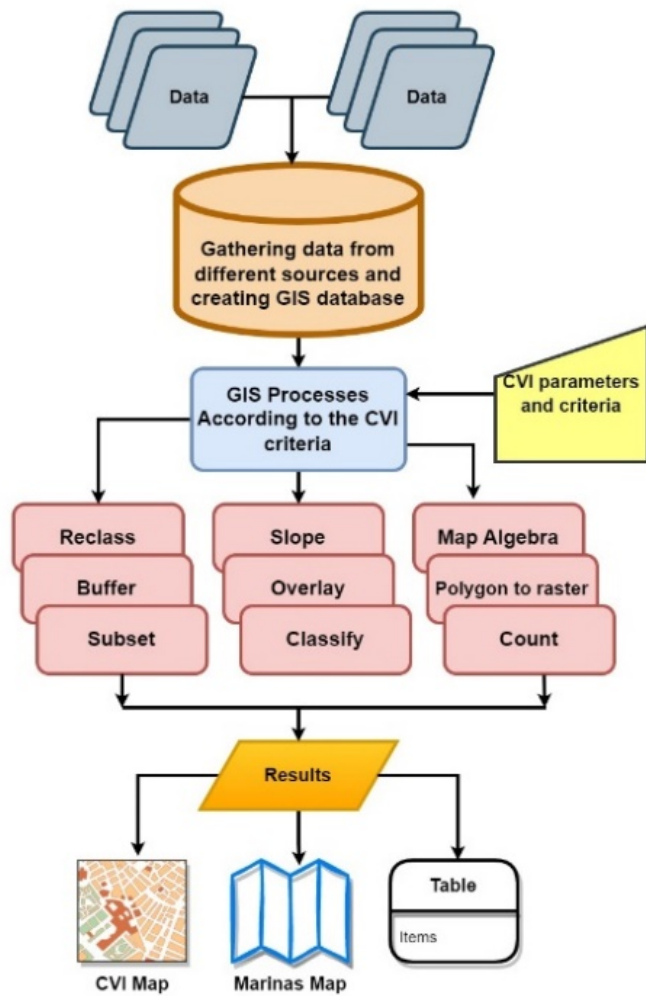 Data
Data
Gathering data from
different sources and
creating GIS database
GIS Processes
According to the CVI
criteria
CVI parameters
and criteria
Reclass
Buffer
Subset
Slope
Overlay
Classify
Map Algebra
Polygon to raster
Count
Results
CVI Map
Marinas Map
Table
Items